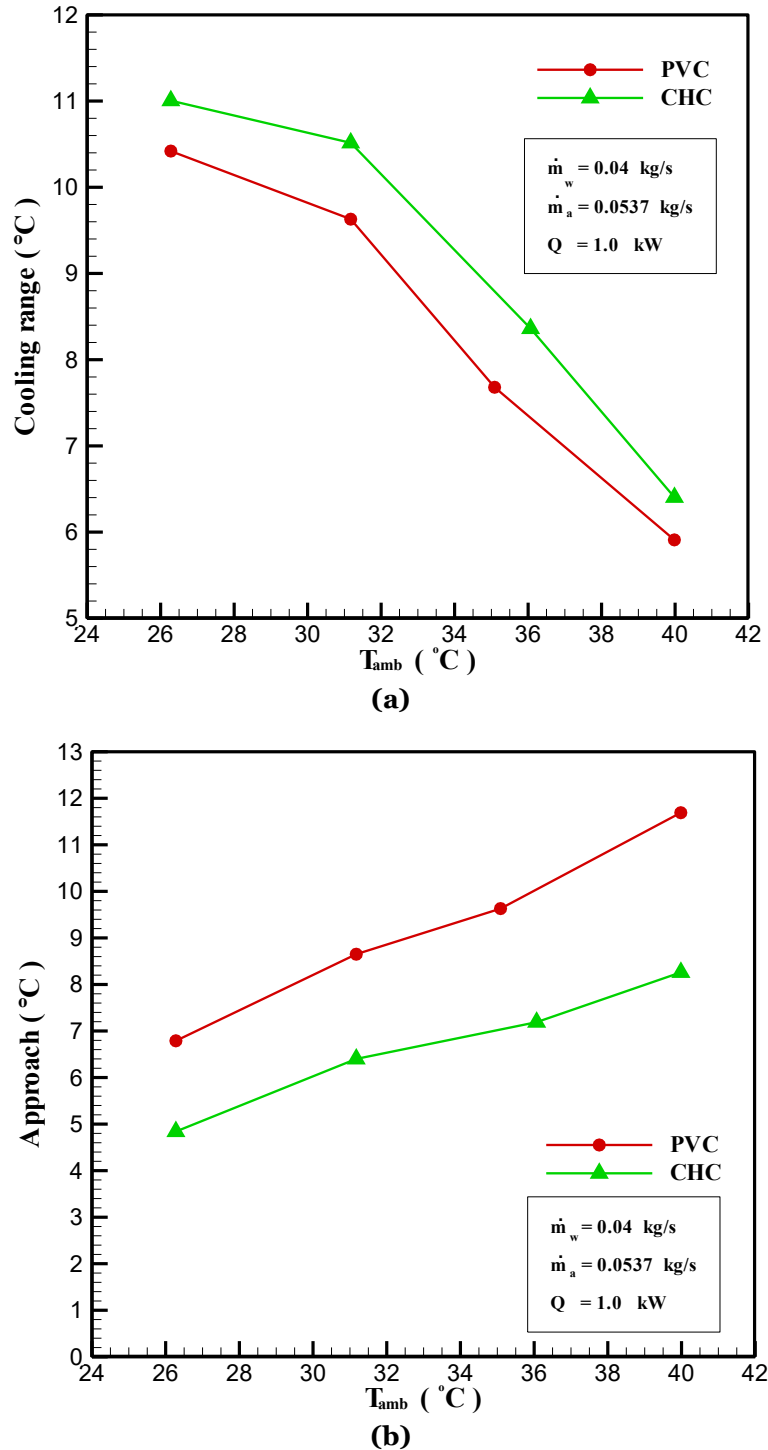 12
11
10
9
8
7
6
5
Cooling range ( °C )
PVC
CHC
ṁw = 0.04 kg/s
ṁa = 0.0537 kg/s
Q = 1.0 kW
24 26 28 30 32 34 36 38 40 42
Tamb ( °C )
(a)
13
12
11
10
9
8
7
6
5
4
3
2
1
0
Approach ( °C )
PVC
CHC
ṁw = 0.04 kg/s
ṁa = 0.0537 kg/s
Q = 1.0 kW
24 26 28 30 32 34 36 38 40 42
Tamb ( °C )
(b)